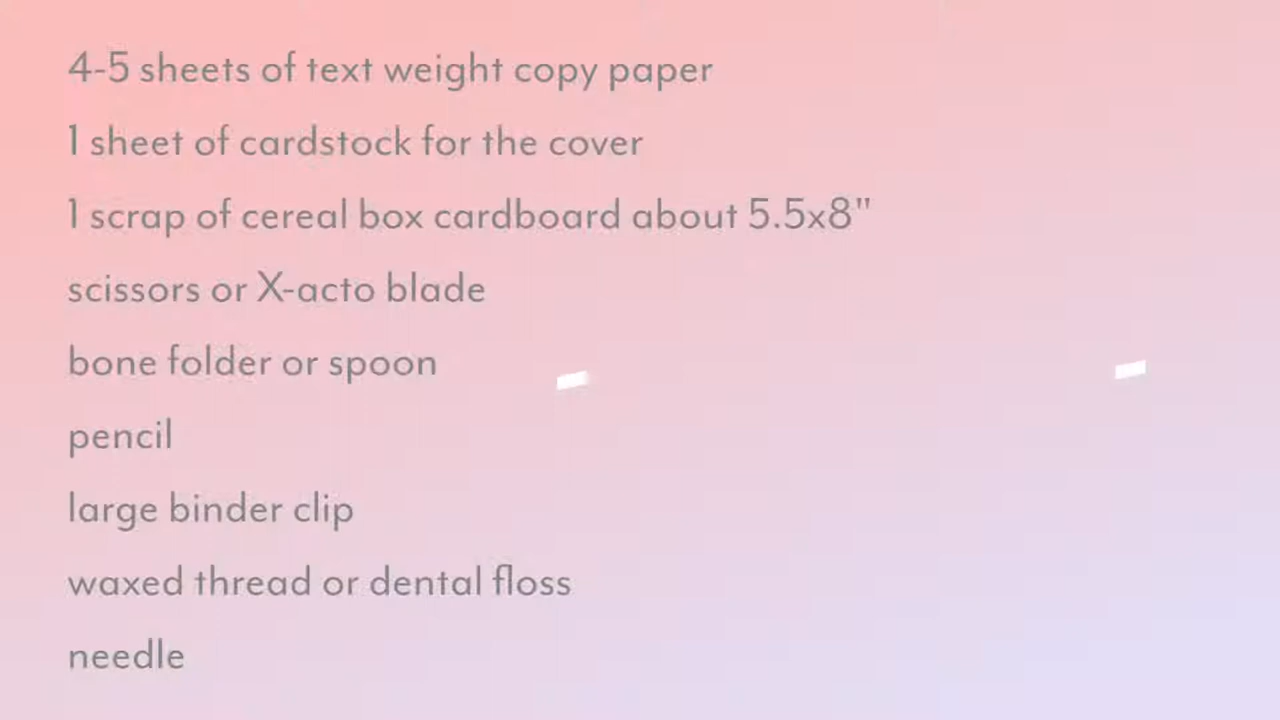 4-5 sheets of text weight copy paper
1 sheet of cardstock for the cover
1 scrap of cereal box cardboard about 5.5x8"
scissors or X-acto blade
bone folder or spoon
pencil
large binder clip
waxed thread or dental floss
needle